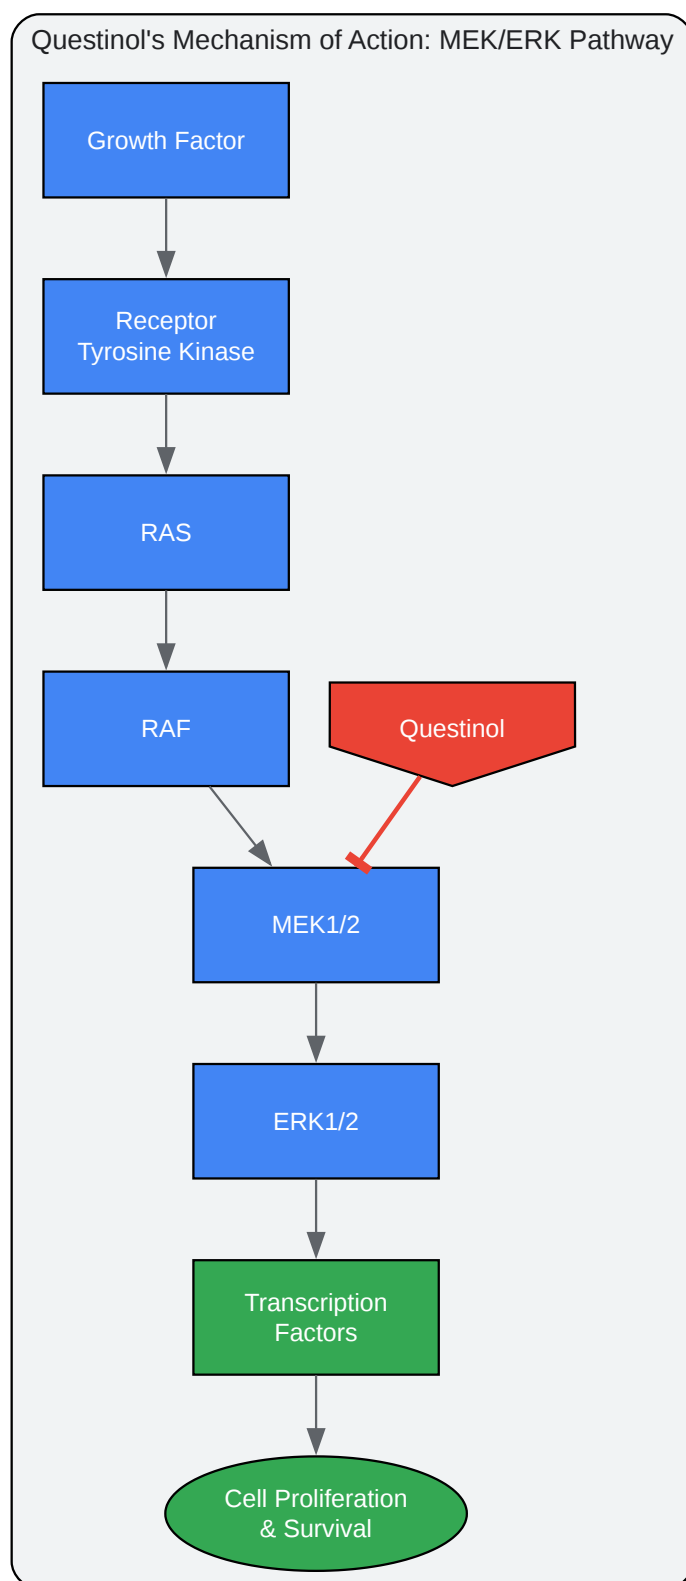 Questinol's Mechanism of Action: MEK/ERK Pathway
Growth Factor
Receptor
Tyrosine Kinase
RAS
RAF
Questinol
MEK1/2
ERK1/2
Transcription
Factors
Cell Proliferation
& Survival